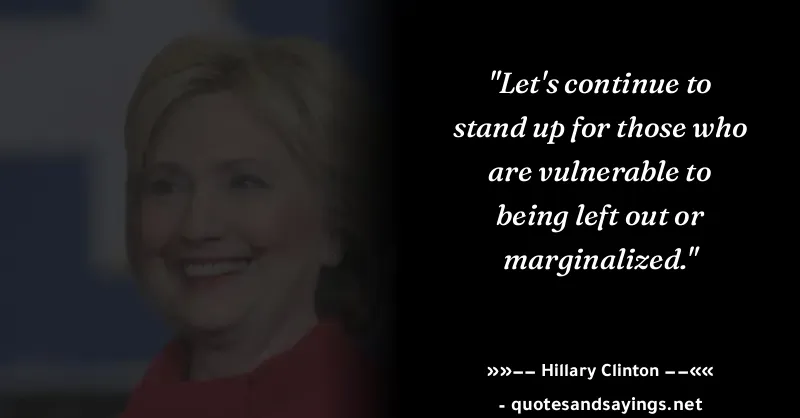 "Let's continue to
stand up for those who
are vulnerable to
being left out or
marginalized."
»»−− Hillary Clinton −−««
- quotesandsayings.net